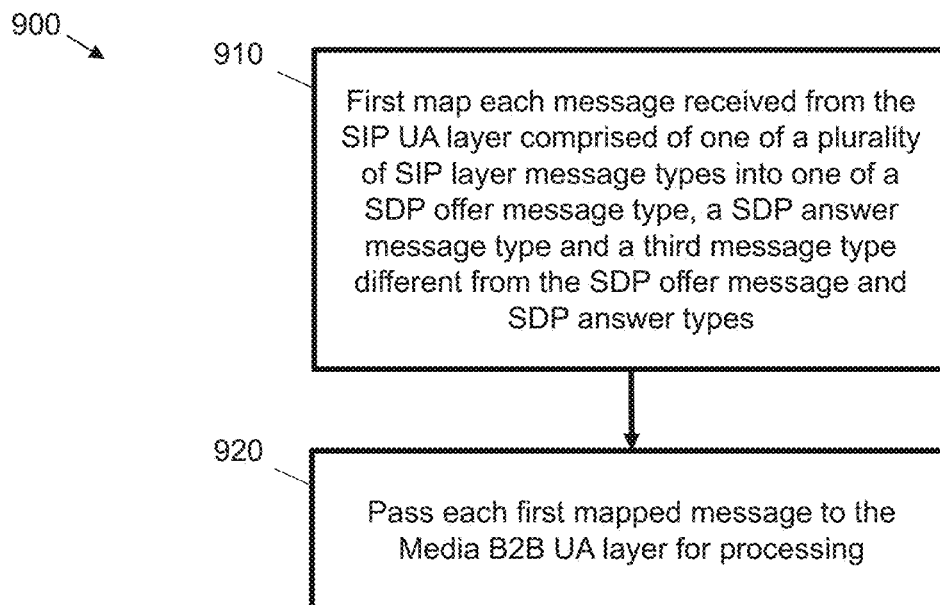 900
910
First map each message received from the
SIP UA layer comprised of one of a plurality
of SIP layer message types into one of a
SDP offer message type, a SDP answer
message type and a third message type
different from the SDP offer message and
SDP answer types
920
Pass each first mapped message to the
Media B2B UA layer for processing